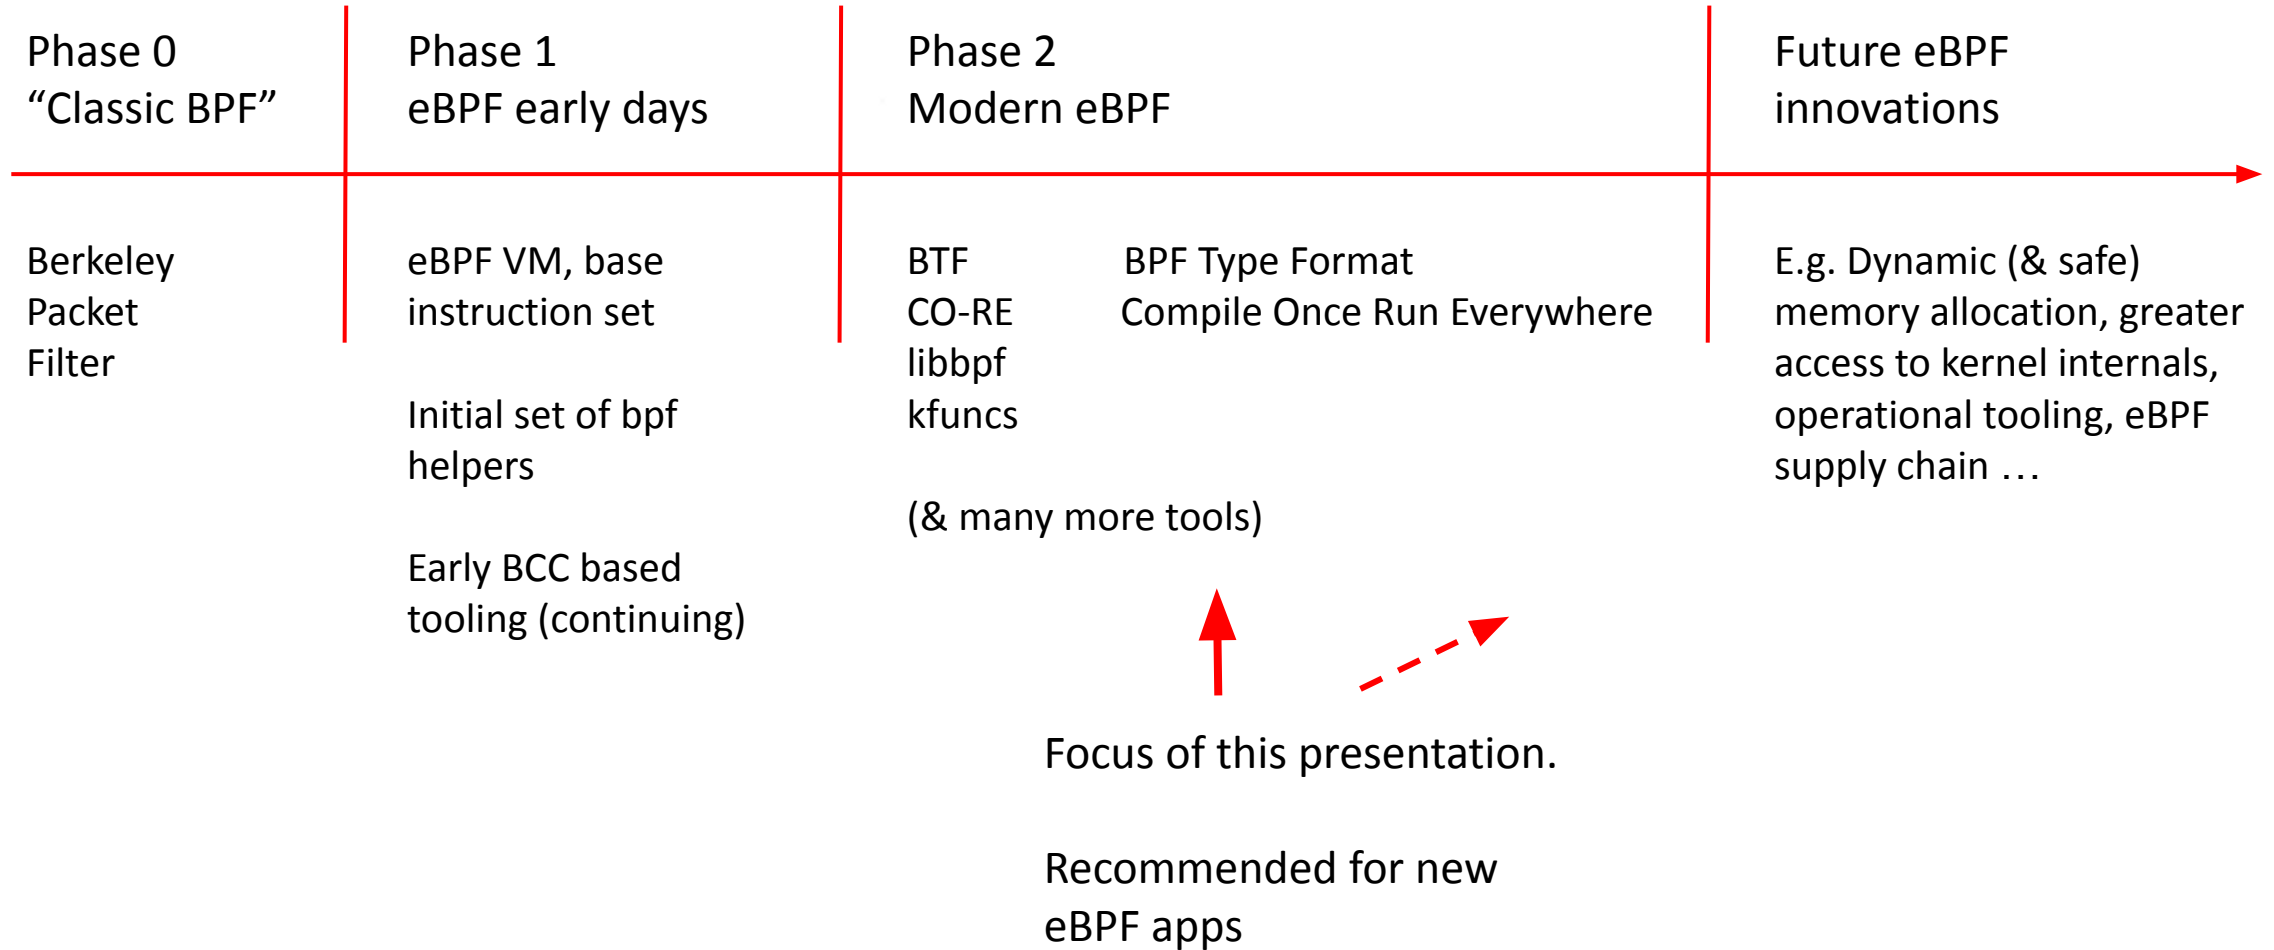 Phase 0
“Classic BPF”
Phase 1
eBPF early days
Phase 2
Modern eBPF
Future eBPF
innovations
Berkeley
Packet
Filter
eBPF VM, base
instruction set
Initial set of bpf
helpers
Early BCC based
tooling (continuing)
BTF BPF Type Format
CO-RE Compile Once Run Everywhere
libbpf
kfuncs
(& many more tools)
E.g. Dynamic (& safe)
memory allocation, greater
access to kernel internals,
operational tooling, eBPF
supply chain …
Focus of this presentation.
Recommended for new
eBPF apps